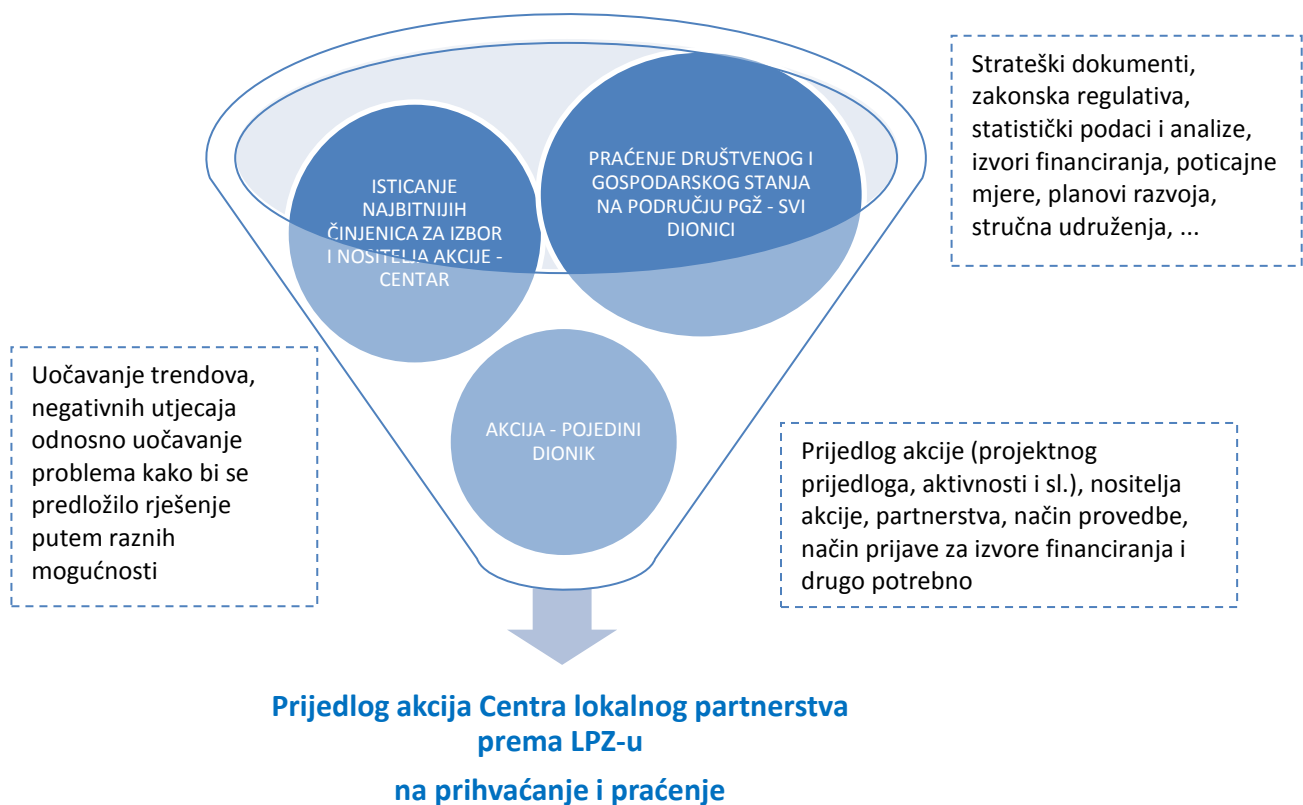 Strateški dokumenti,
zakonska regulativa,
statistički podaci i analize,
izvori financiranja, poticajne
mjere, planovi razvoja,
stručna udruženja, ...
PRAĆENJE DRUŠTVENOG I
GOSPODARSKOG STANJA
NA PODRUČJU PGŽ - SVI
DIONICI
ISTICANJE
NAJBITNIJIH
ČINJENICA ZA IZBOR
I NOSITELJA AKCIJE -
CENTAR
Uočavanje trendova,
negativnih utjecaja
odnosno uočavanje
problema kako bi se
predložilo rješenje
putem raznih
mogućnosti
AKCIJA - POJEDINI
DIONIK
Prijedlog akcije (projektnog
prijedloga, aktivnosti i sl.), nositelja
akcije, partnerstva, način provedbe,
način prijave za izvore financiranja i
drugo potrebno
Prijedlog akcija Centra lokalnog partnerstva
prema LPZ-u
na prihvaćanje i praćenje